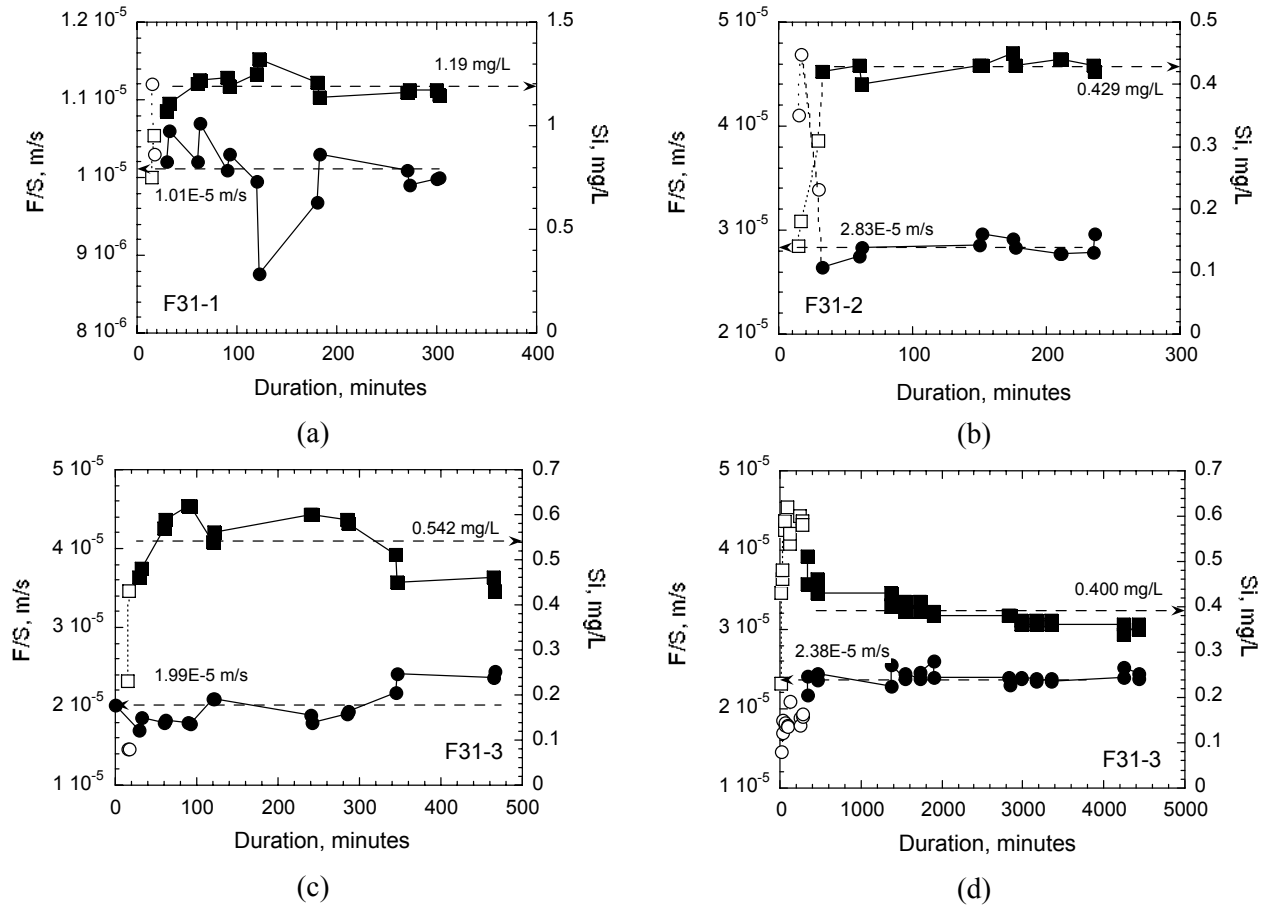 1.2 10⁻⁵
1.1 10⁻⁵
1 10⁻⁵
9 10⁻⁶
8 10⁻⁶
F/S, m/s
1.5
1
0.5
0
Si, mg/L
1.19 mg/L
1.01E-5 m/s
F31-1
0 100 200 300 400
Duration, minutes
(a)
5 10⁻⁵
4 10⁻⁵
3 10⁻⁵
2 10⁻⁵
F/S, m/s
0.5
0.4
0.3
0.2
0.1
0
Si, mg/L
0.429 mg/L
2.83E-5 m/s
F31-2
0 100 200 300
Duration, minutes
(b)
5 10⁻⁵
4 10⁻⁵
3 10⁻⁵
2 10⁻⁵
1 10⁻⁵
F/S, m/s
0.7
0.6
0.5
0.4
0.3
0.2
0.1
0
Si, mg/L
0.542 mg/L
1.99E-5 m/s
F31-3
0 100 200 300 400 500
Duration, minutes
(c)
5 10⁻⁵
4 10⁻⁵
3 10⁻⁵
2 10⁻⁵
1 10⁻⁵
F/S, m/s
0.7
0.6
0.5
0.4
0.3
0.2
0.1
0
Si, mg/L
0.400 mg/L
2.38E-5 m/s
F31-3
0 1000 2000 3000 4000 5000
Duration, minutes
(d)